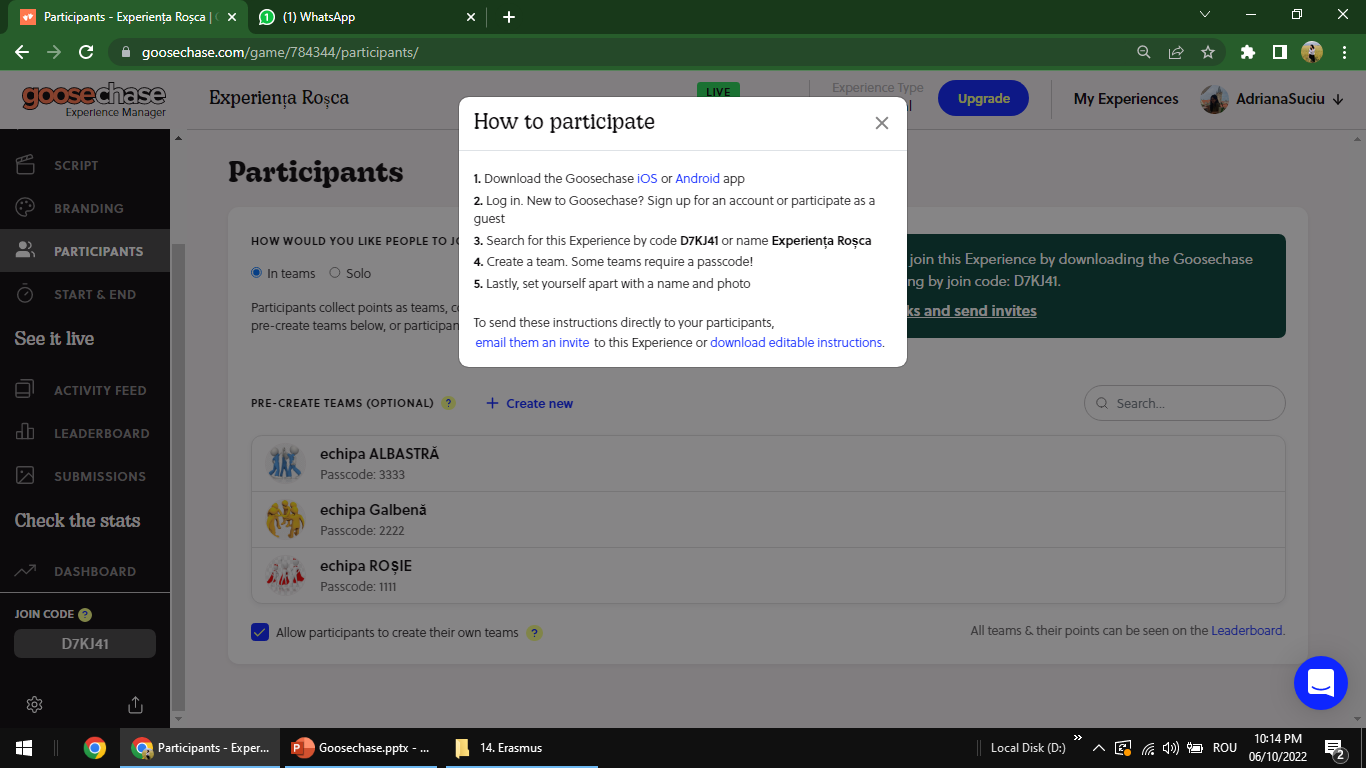 Participants - Experiența Roșca |
(1) WhatsApp
goosechase.com/game/784344/participants/
goosechase
Experience Manager
Experiența Roșca
LIVE
Experience Type
Upgrade
My Experiences
AdrianaSuciu
SCRIPT
BRANDING
PARTICIPANTS
START & END
See it live
ACTIVITY FEED
LEADERBOARD
SUBMISSIONS
Check the stats
DASHBOARD
JOIN CODE ?
D7KJ41
Participants
HOW WOULD YOU LIKE PEOPLE TO JO
In teams
Solo
Participants collect points as teams, co
pre-create teams below, or participan
join this Experience by downloading the Goosechase
ng by join code: D7KJ41.
ks and send invites
How to participate
1. Download the Goosechase iOS or Android app
2. Log in. New to Goosechase? Sign up for an account or participate as a
guest
3. Search for this Experience by code D7KJ41 or name Experiența Roșca
4. Create a team. Some teams require a passcode!
5. Lastly, set yourself apart with a name and photo
To send these instructions directly to your participants,
email them an invite to this Experience or download editable instructions.
PRE-CREATE TEAMS (OPTIONAL) ?
+ Create new
Search...
echipa ALBASTRĂ
Passcode: 3333
echipa Galbenă
Passcode: 2222
echipa ROȘIE
Passcode: 1111
Allow participants to create their own teams ?
All teams & their points can be seen on the Leaderboard.
Participants - Exper...
Goosechase.pptx - ...
14. Erasmus
Local Disk (D:)
ROU
10:14 PM
06/10/2022
2